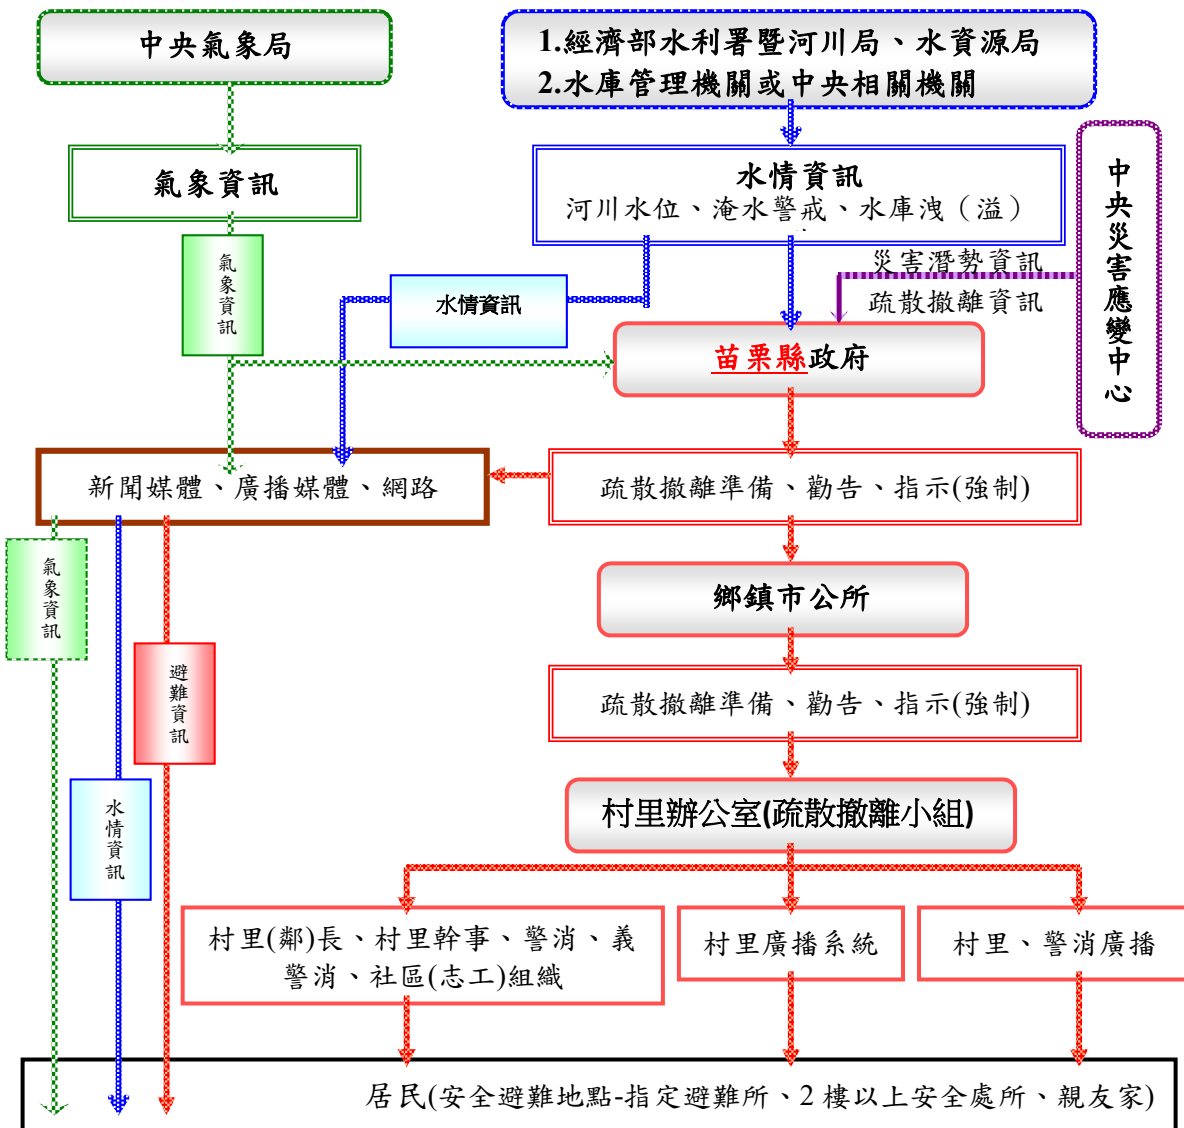 中央氣象局
1.經濟部水利署暨河川局、水資源局
2.水庫管理機關或中央相關機關
氣象資訊
水情資訊
河川水位、淹水警戒、水庫洩（溢）
中央災害應變中心
氣象資訊
水情資訊
災害潛勢資訊
疏散撤離資訊
苗栗縣政府
新聞媒體、廣播媒體、網路
疏散撤離準備、勸告、指示(強制)
氣象資訊
鄉鎮市公所
避難資訊
疏散撤離準備、勸告、指示(強制)
水情資訊
村里辦公室(疏散撤離小組)
村里(鄰)長、村里幹事、警消、義
警消、社區(志工)組織
村里廣播系統
村里、警消廣播
居民(安全避難地點-指定避難所、2 樓以上安全處所、親友家)